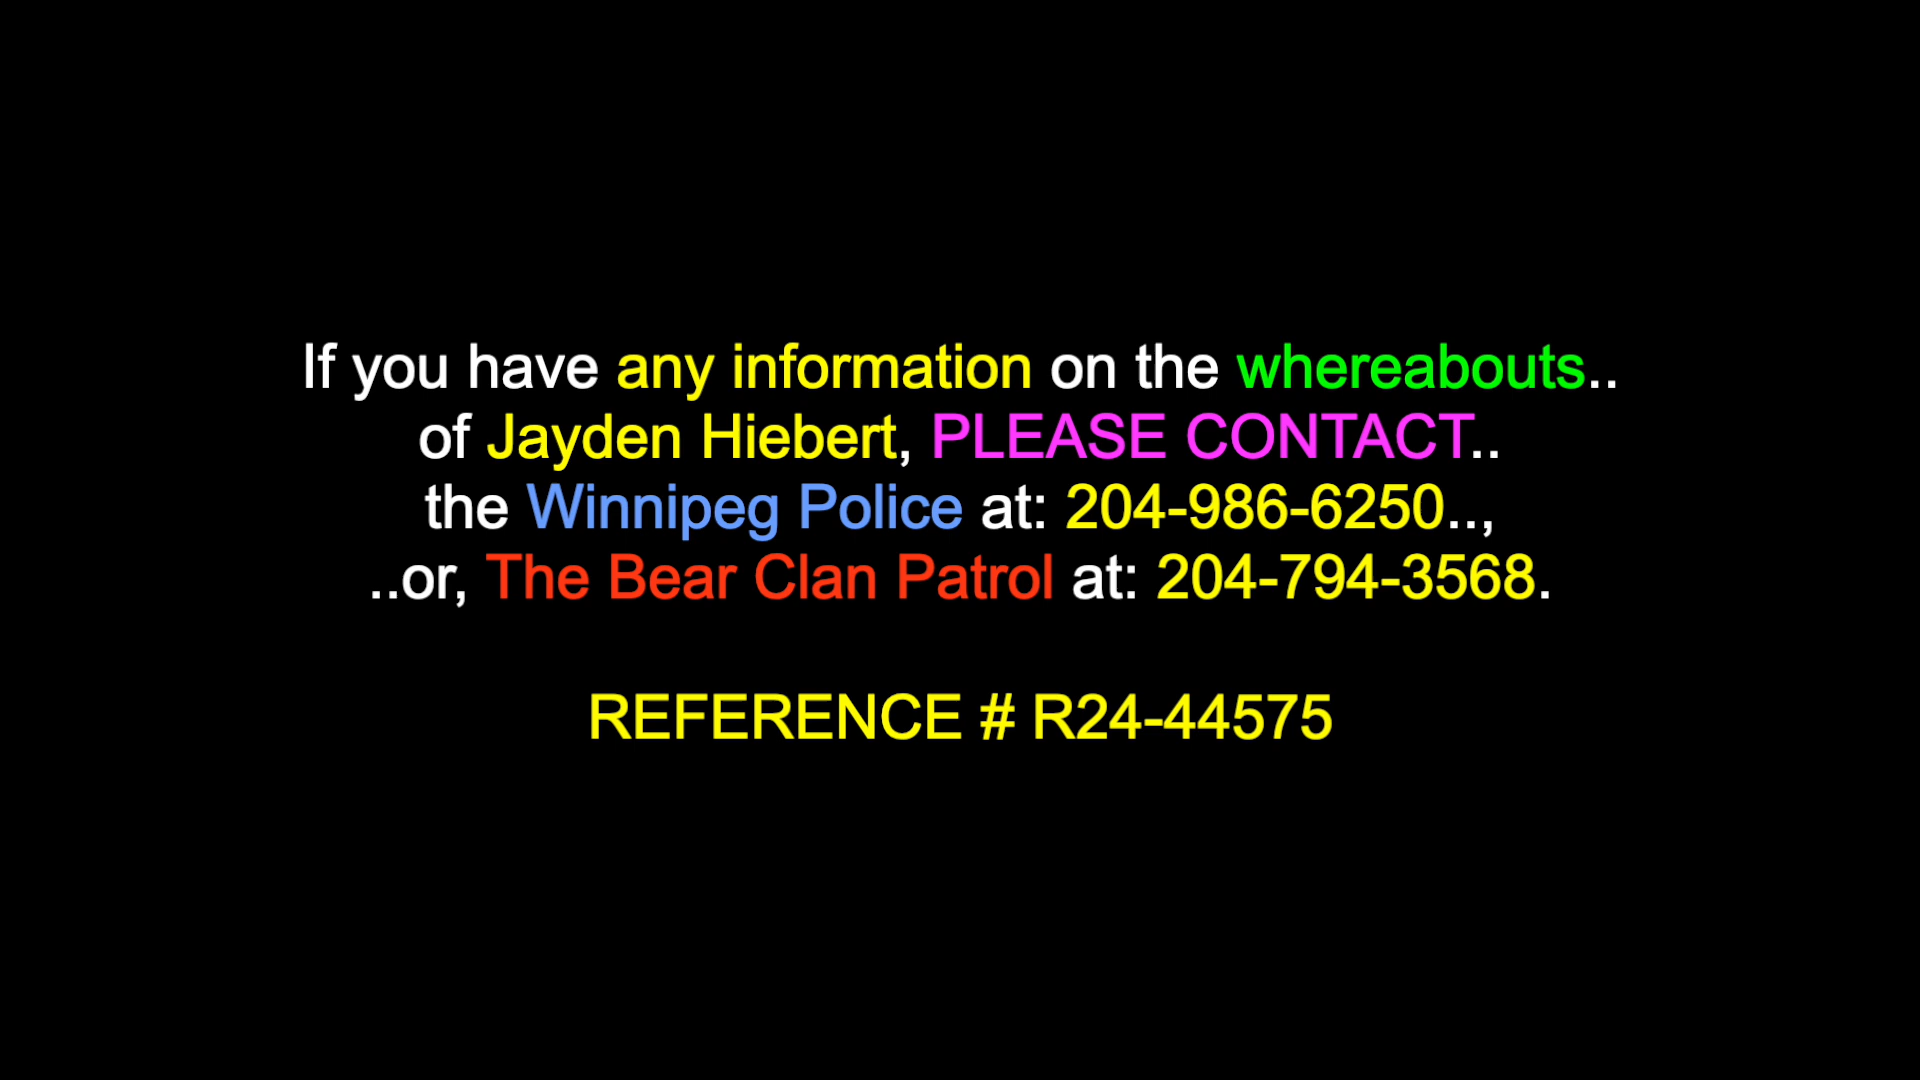 If you have any information on the whereabouts..
of Jayden Hiebert, PLEASE CONTACT..
the Winnipeg Police at: 204-986-6250..,
..or, The Bear Clan Patrol at: 204-794-3568.
REFERENCE # R24-44575